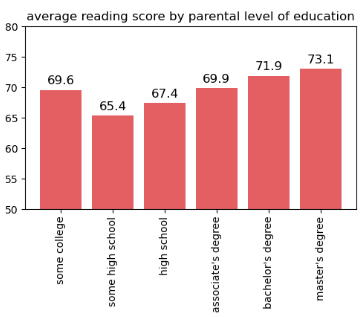 average reading score by parental level of education
80
75
70
65
60
55
50
69.6
65.4
67.4
69.9
71.9
73.1
some college
some high school
high school
associate's degree
bachelor's degree
master's degree